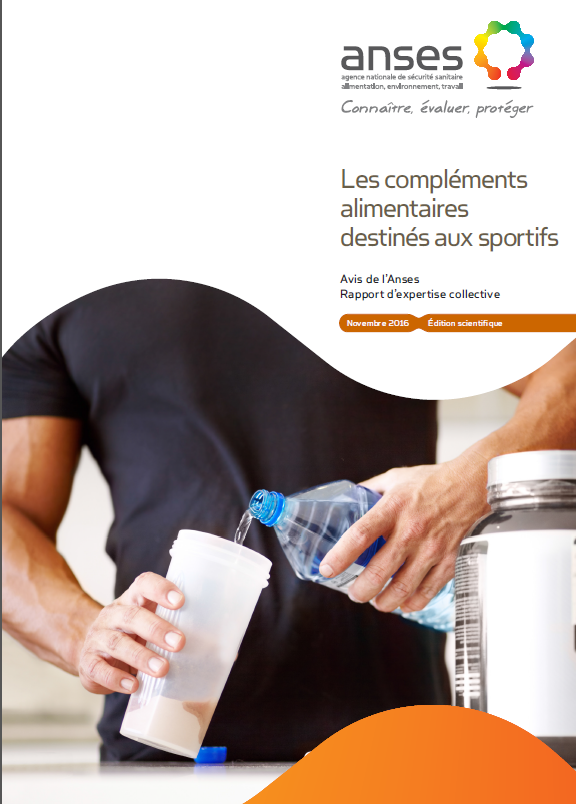 anses
agence nationale de sécurité sanitaire
alimentation, environnement, travail
Connaître, évaluer, protéger
Les compléments
alimentaires
destinés aux sportifs
Avis de l'Anses
Rapport d'expertise collective
Novembre 2016 Édition scientifique